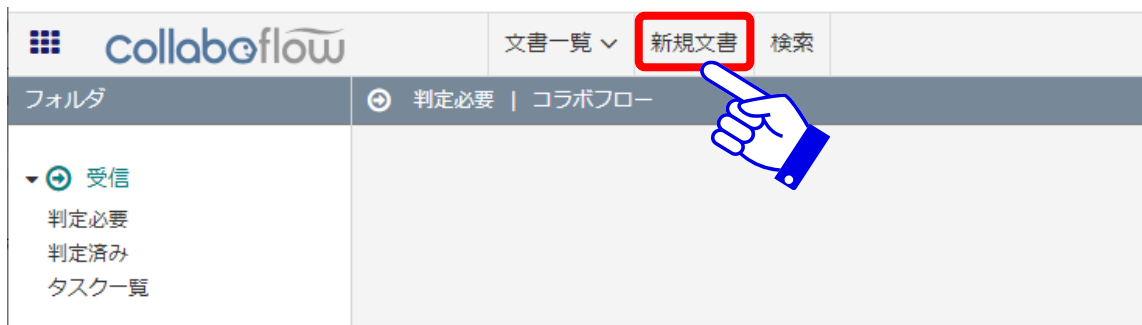 collaboflow
文書一覧 新規文書 検索
フォルダ
判定必要 | コラボフロー
受信
判定必要
判定済み
タスク一覧